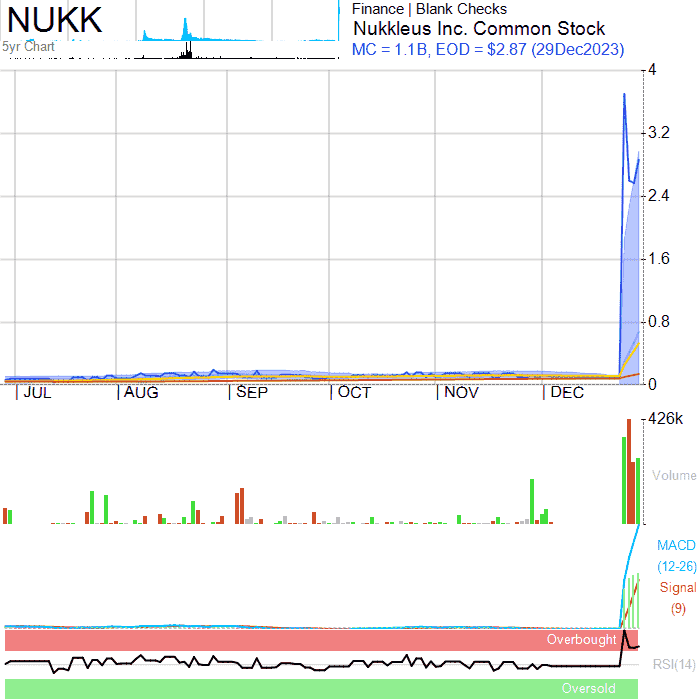 NUKK
5yr Chart
Finance | Blank Checks
Nukkleus Inc. Common Stock
MC = 1.1B, EOD = $2.87 (29Dec2023)
4
3.2
2.4
1.6
0.8
0
JUL
AUG
SEP
OCT
NOV
DEC
426k
Volume
MACD
(12-26)
Signal
(9)
Overbought
RSI(14)
Oversold